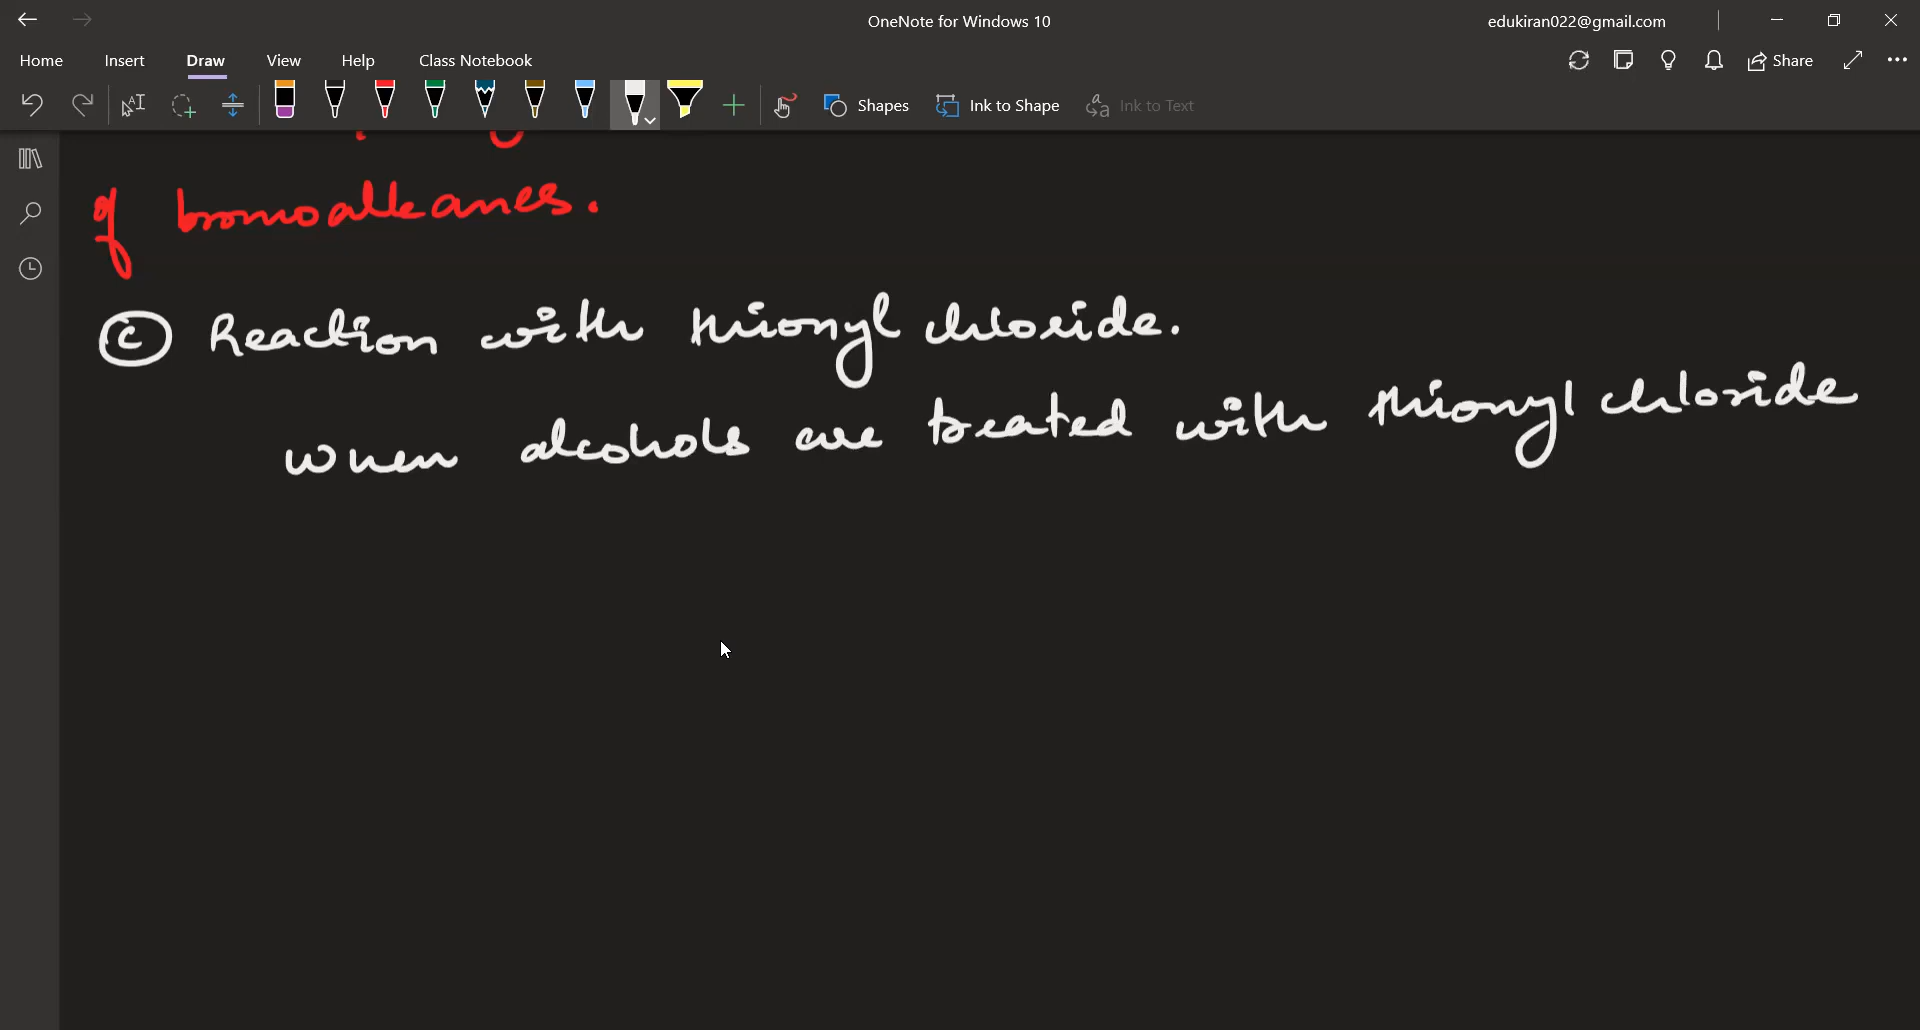 OneNote for Windows 10
edukiran022@gmail.com
Home Insert Draw View Help Class Notebook
Share
Shapes Ink to Shape Ink to Text
of bromoalkanes.
C Reaction with thionyl chloride.
when alcohols are treated with thionyl chloride